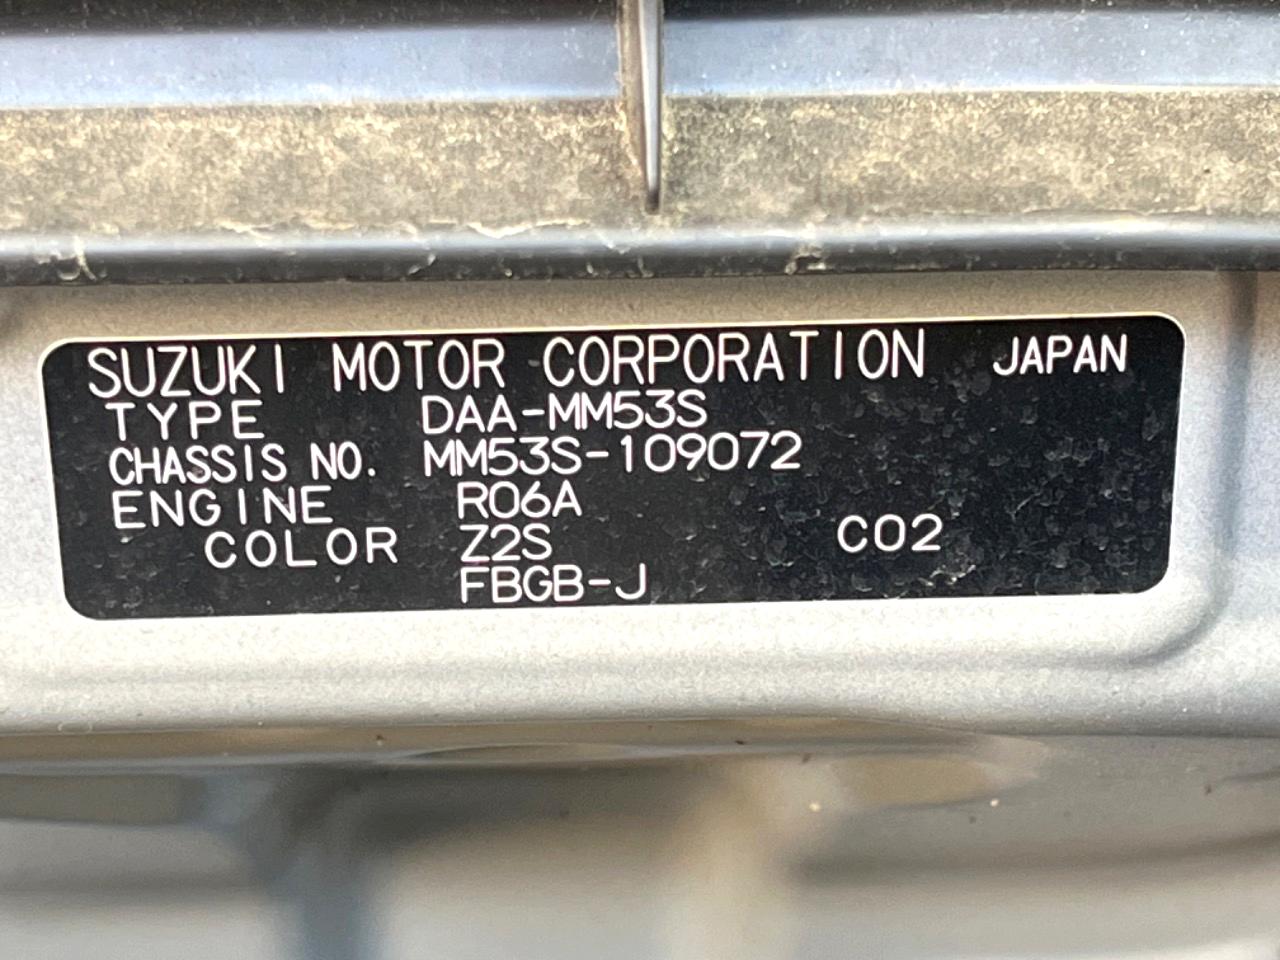 SUZUKI MOTOR CORPORATION JAPAN
TYPE DAA-MM53S
CHASSIS NO. MM53S-109072
ENGINE R06A
COLOR Z2S C02
FBGB-J